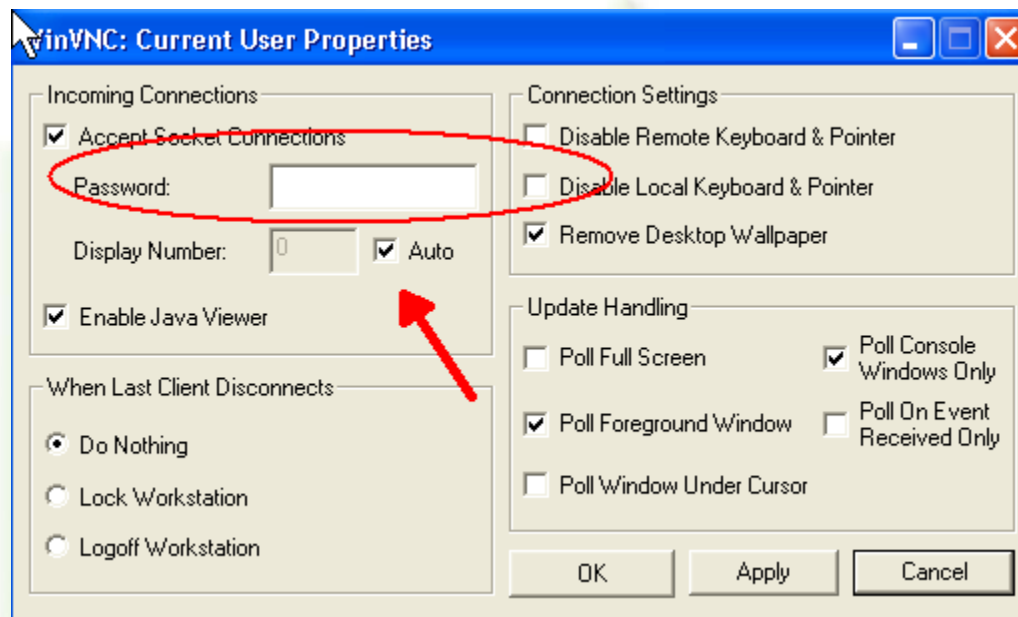 WinVNC: Current User Properties
Incoming Connections
Accept Socket Connections
Password:
Display Number: 0 Auto
Enable Java Viewer
When Last Client Disconnects
Do Nothing
Lock Workstation
Logoff Workstation
Connection Settings
Disable Remote Keyboard & Pointer
Disable Local Keyboard & Pointer
Remove Desktop Wallpaper
Update Handling
Poll Full Screen
Poll Console
Windows Only
Poll Foreground Window
Poll On Event
Received Only
Poll Window Under Cursor
OK Apply Cancel